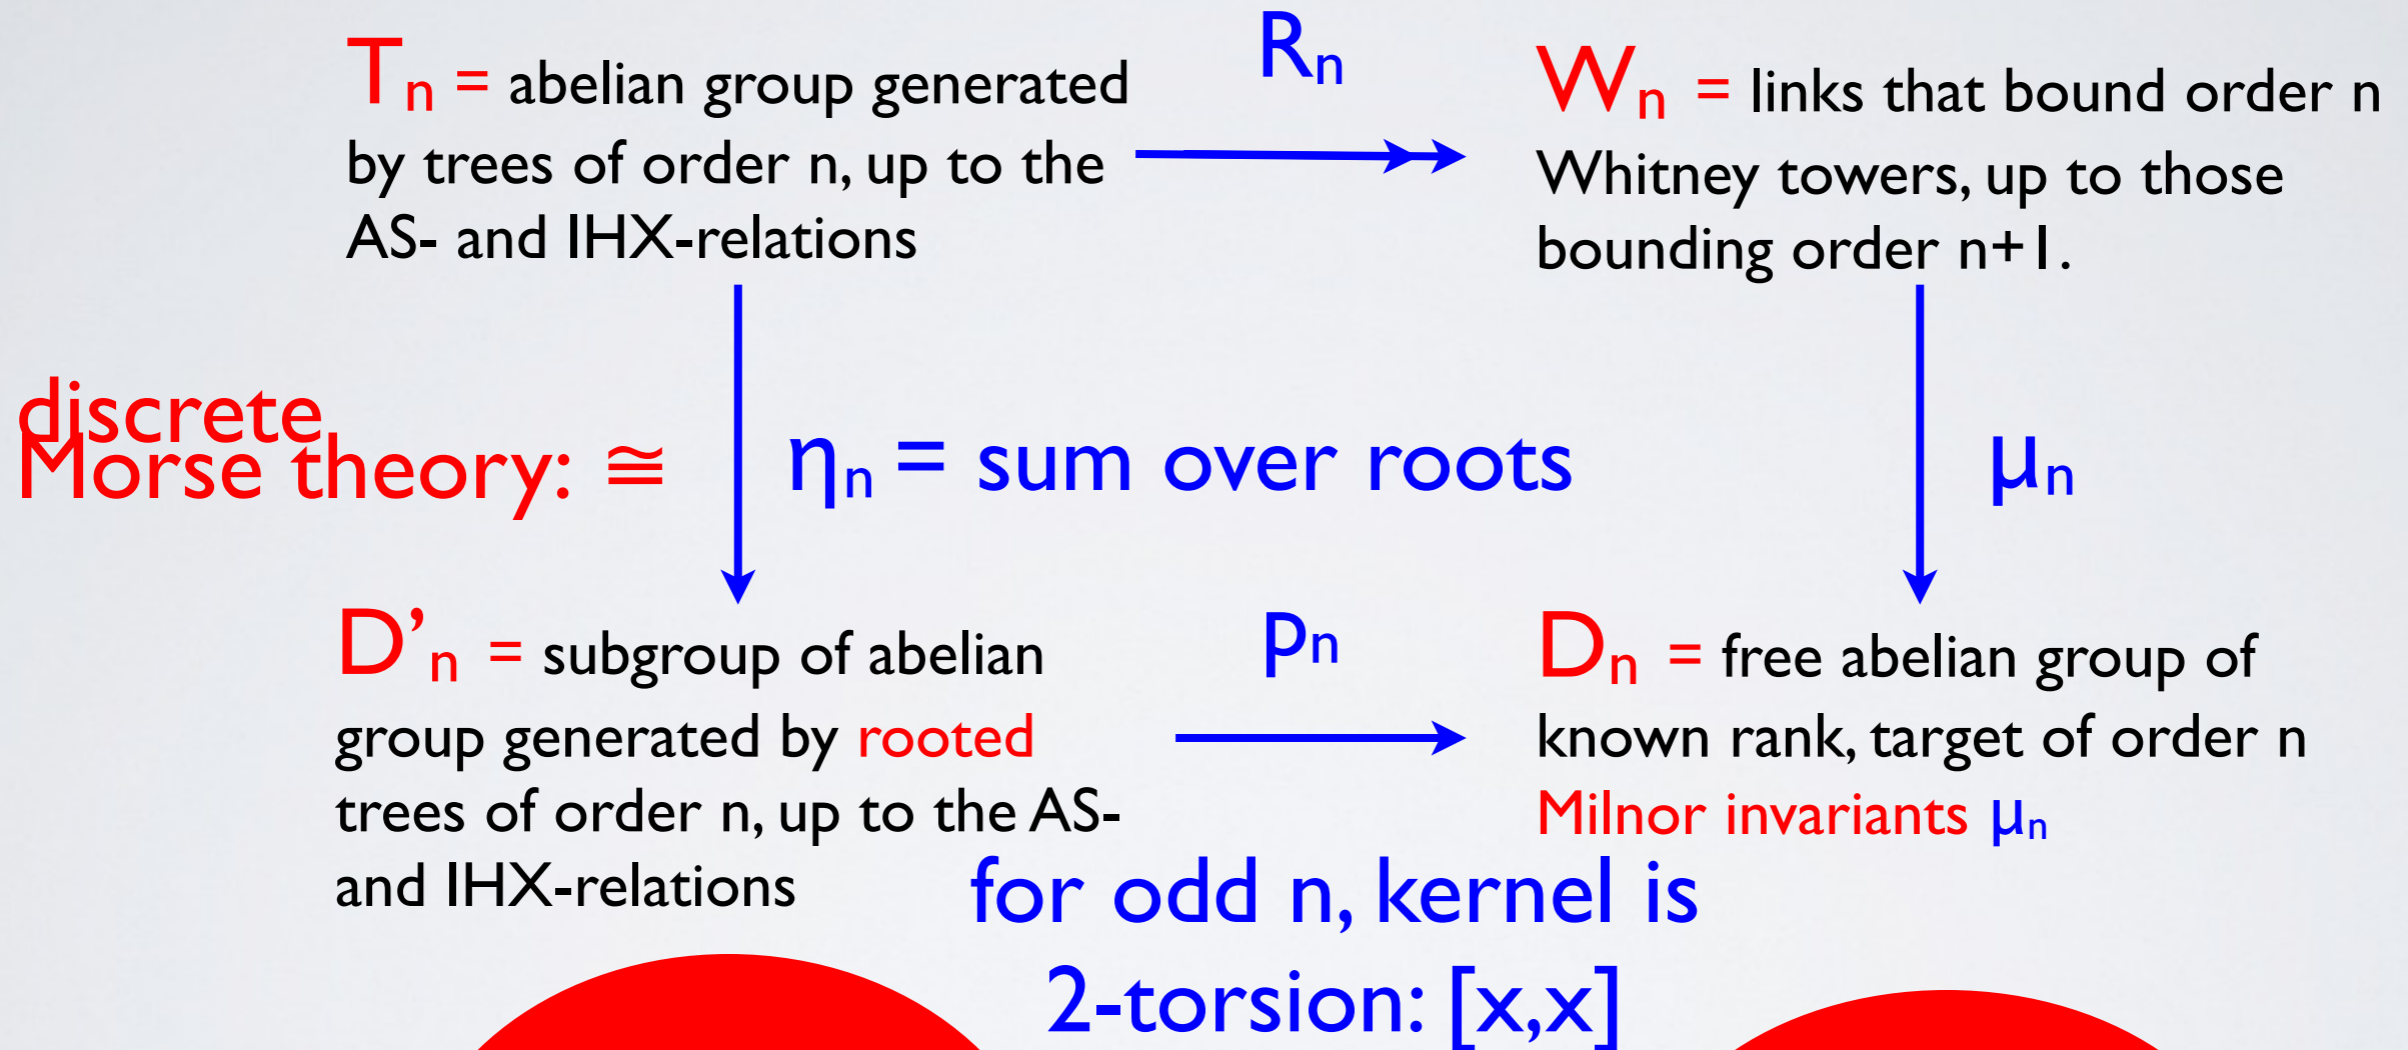 Tₙ = abelian group generated
by trees of order n, up to the
AS- and IHX-relations
Rₙ
Wₙ = links that bound order n
Whitney towers, up to those
bounding order n+1.
discrete
Morse theory: ≅
ηₙ = sum over roots
μₙ
D’ₙ = subgroup of abelian
group generated by rooted
trees of order n, up to the AS-
and IHX-relations
pₙ
Dₙ = free abelian group of
known rank, target of order n
Milnor invariants μₙ
for odd n, kernel is
2-torsion: [x,x]